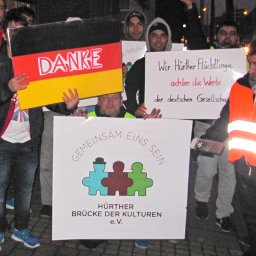 DANKE
Wir Hürther Flüchtlinge
achten die Werte
der deutschen Gesellschaft
GEMEINSAM EINS SEIN
HÜRTHER
BRÜCKE DER KULTUREN
e.V.